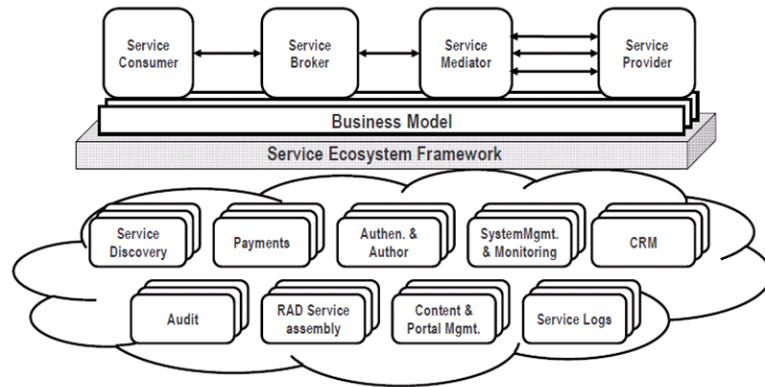 Service
Consumer
Service
Broker
Service
Mediator
Service
Provider
Business Model
Service Ecosystem Framework
Service
Discovery
Payments
Authen. &
Author
SystemMgmt.
& Monitoring
CRM
Audit
RAD Service
assembly
Content &
Portal Mgmt.
Service Logs